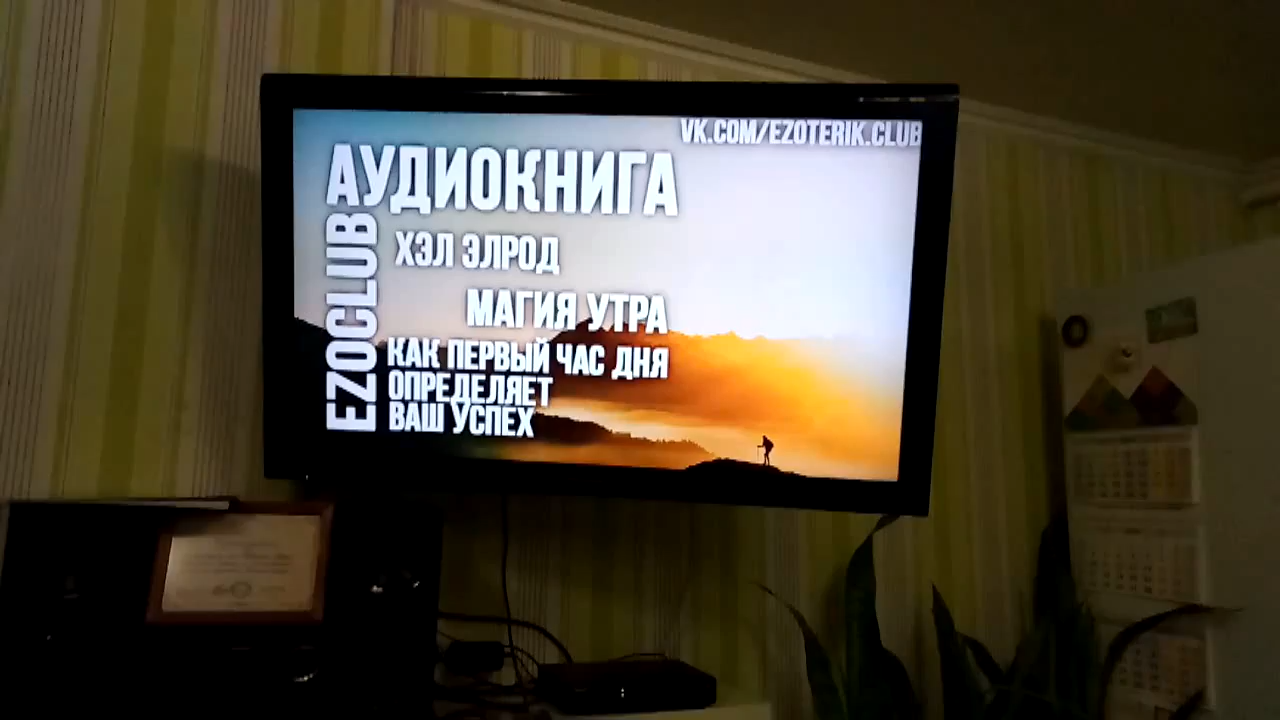 VK.COM/EZOTERIK.CLUB
АУДИОКНИГА
EZOCLUB
ХЭЛ ЭЛРОД
МАГИЯ УТРА
КАК ПЕРВЫЙ ЧАС ДНЯ
ОПРЕДЕЛЯЕТ
ВАШ УСПЕХ